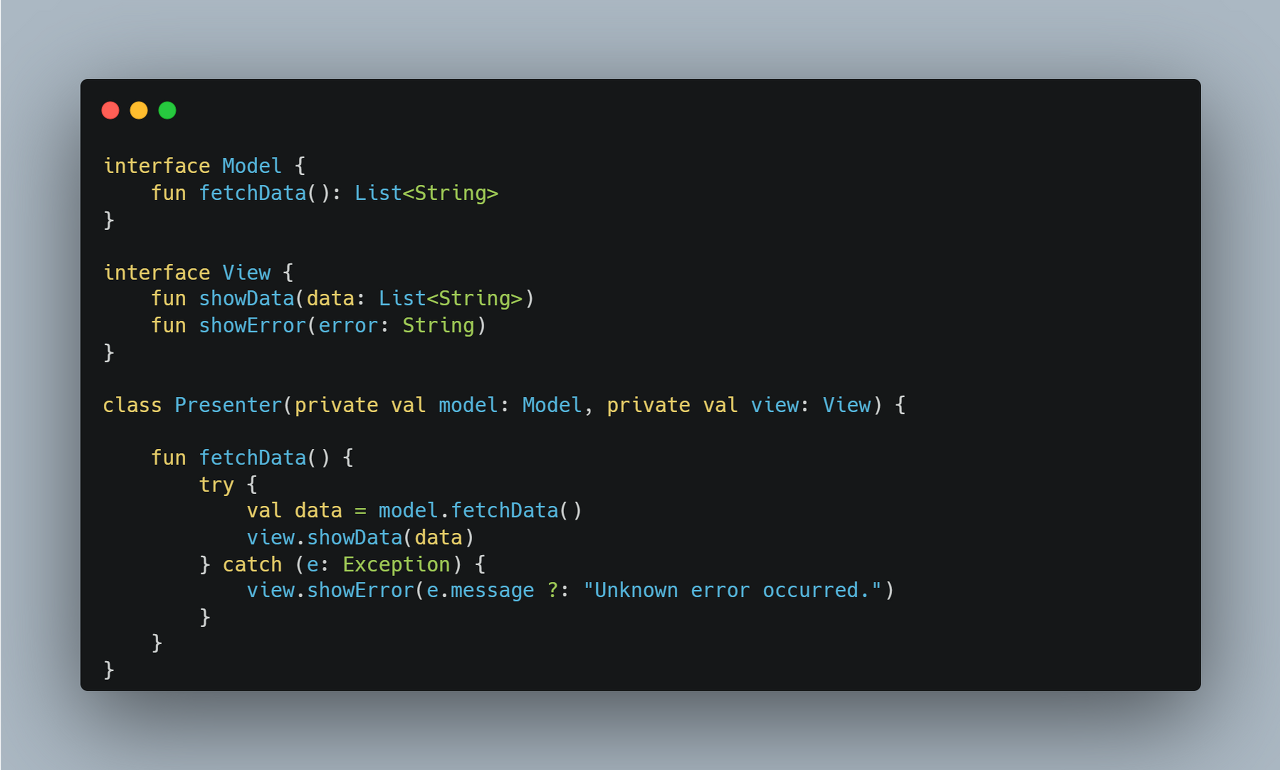 interface Model {
    fun fetchData(): List<String>
}

interface View {
    fun showData(data: List<String>)
    fun showError(error: String)
}

class Presenter(private val model: Model, private val view: View) {

    fun fetchData() {
        try {
            val data = model.fetchData()
            view.showData(data)
        } catch (e: Exception) {
            view.showError(e.message ?: "Unknown error occurred.")
        }
    }
}